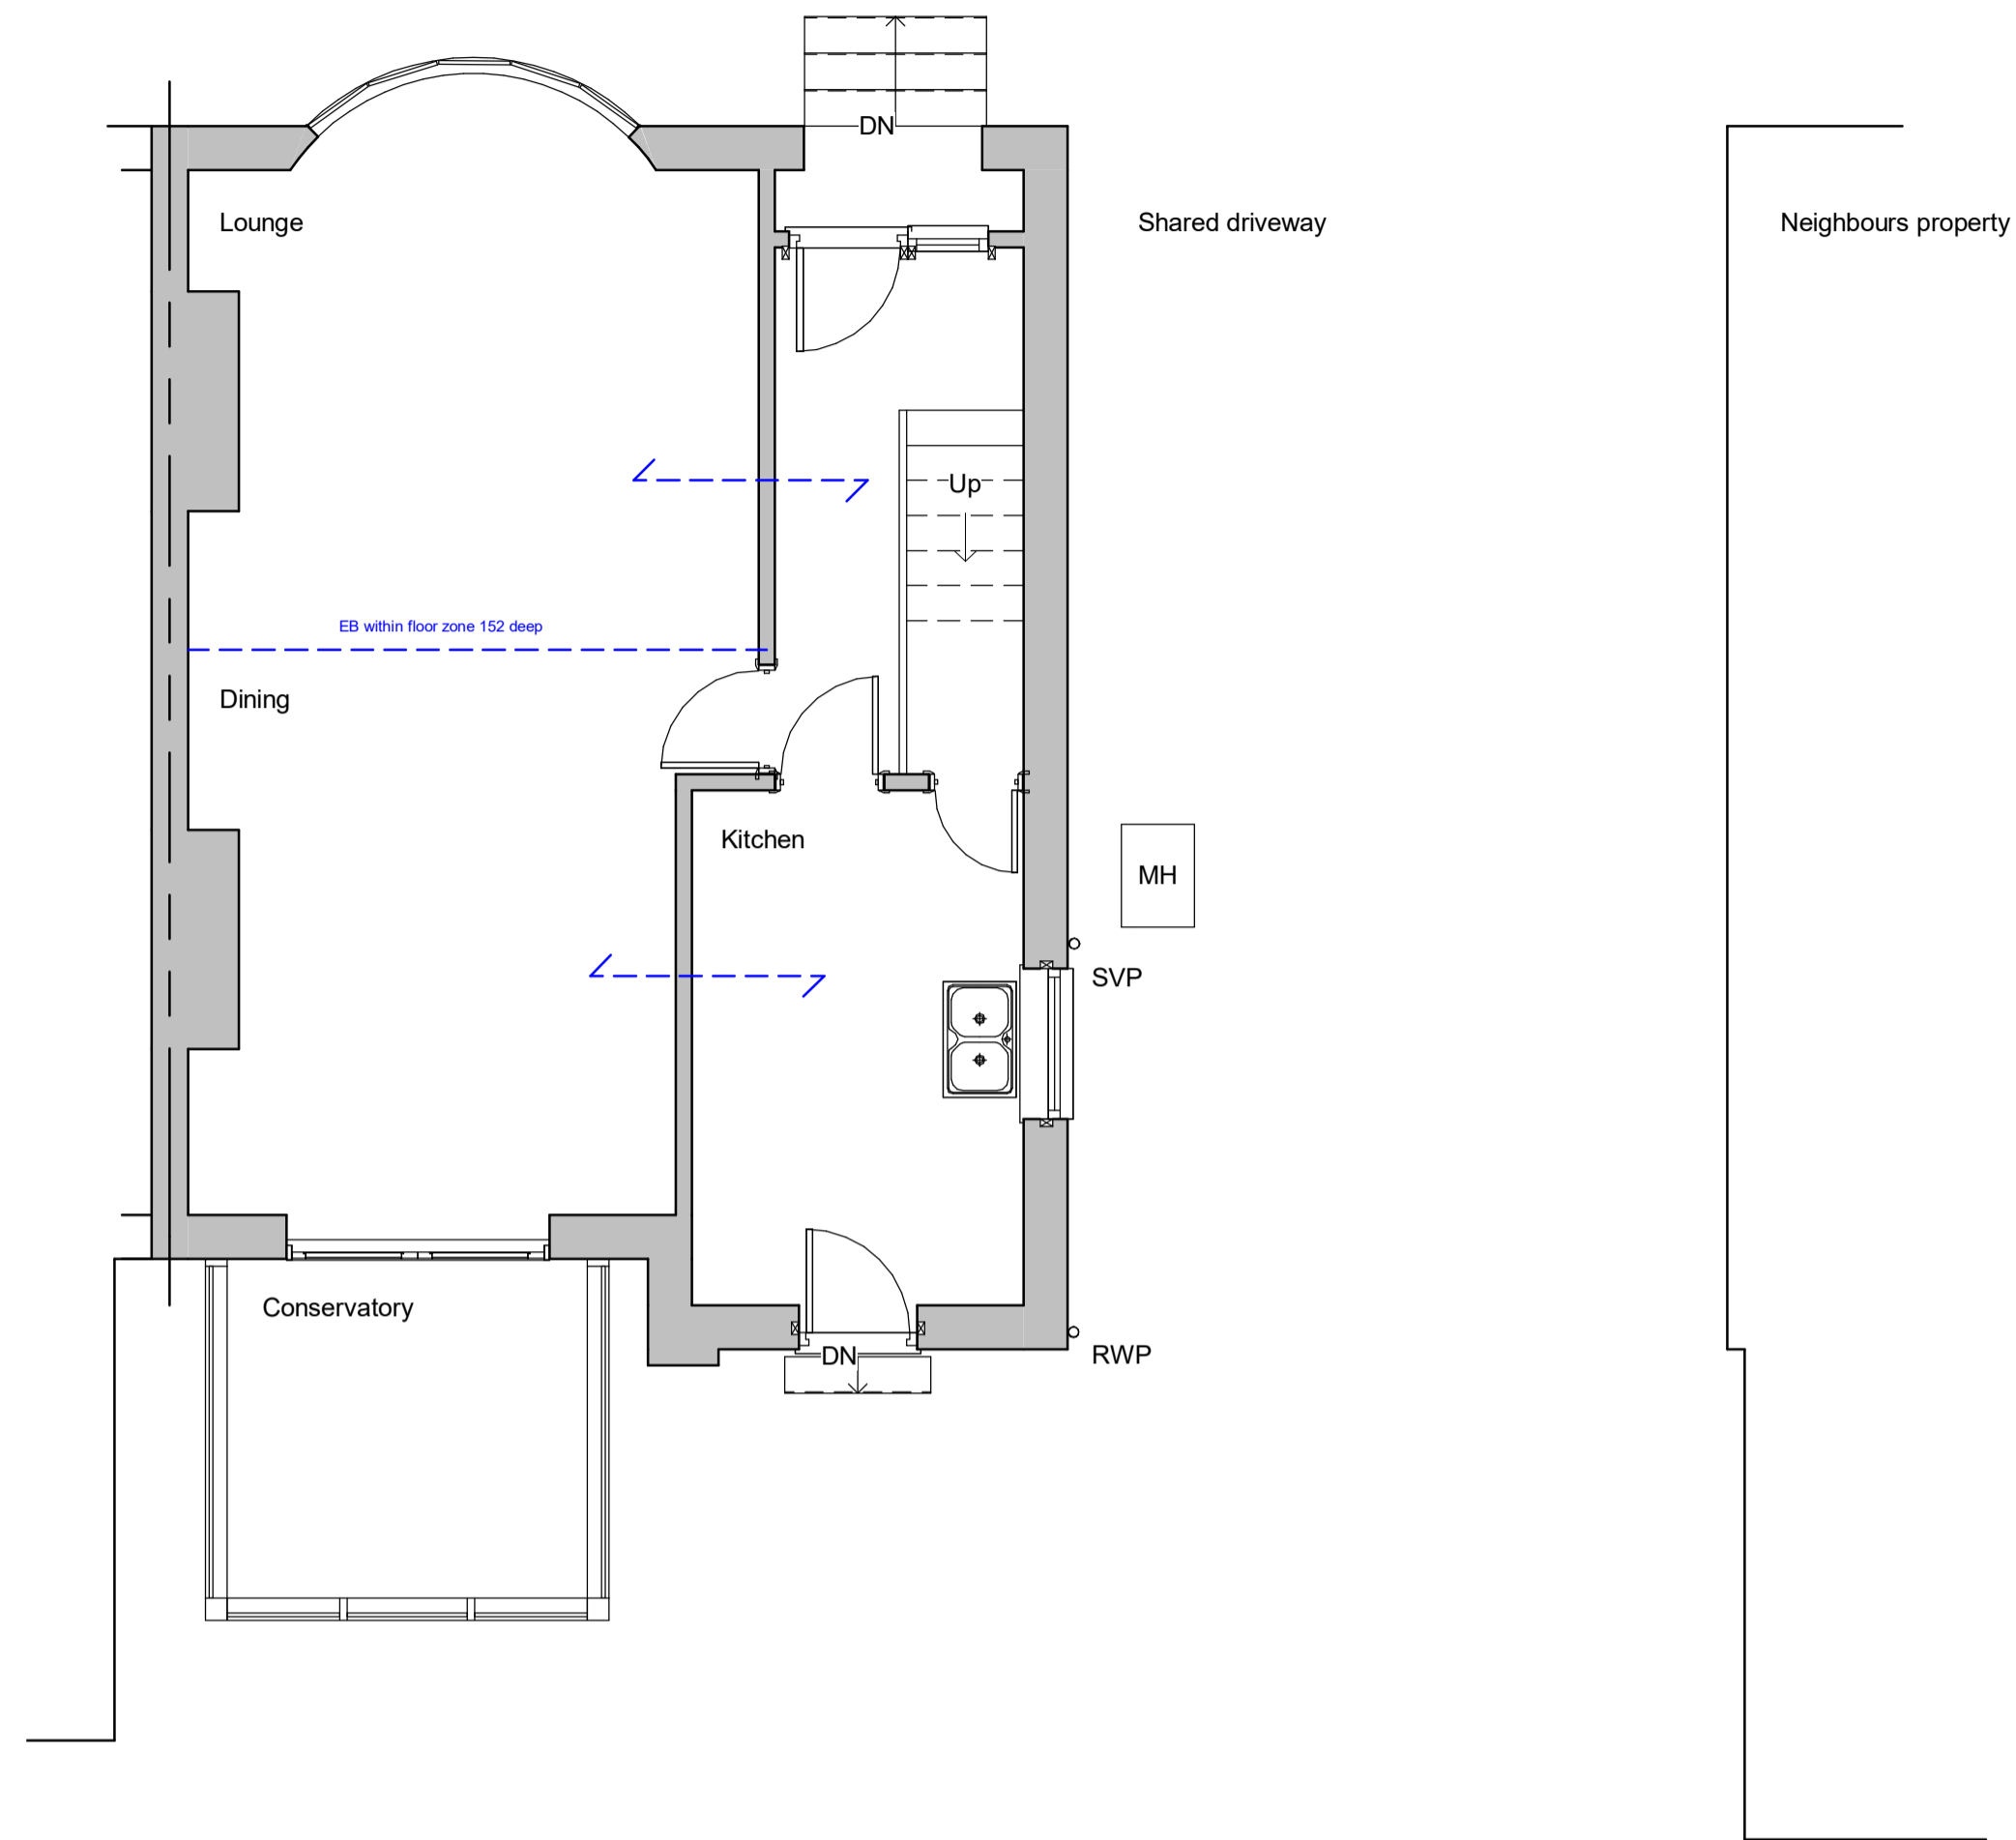 DN
Lounge
Shared driveway
Neighbours property
Up
EB within floor zone 152 deep
Dining
Kitchen
MH
SVP
Conservatory
DN
RWP